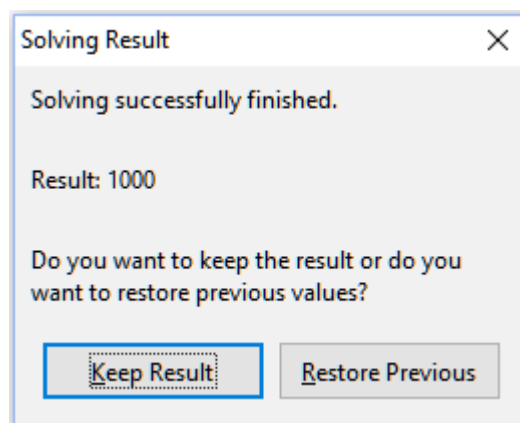 Solving Result
Solving successfully finished.
Result: 1000
Do you want to keep the result or do you
want to restore previous values?
Keep Result
Restore Previous